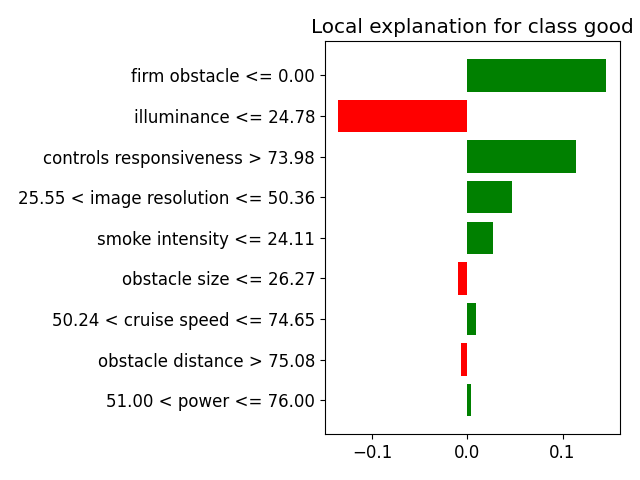 Local explanation for class good
firm obstacle <= 0.00
illuminance <= 24.78
controls responsiveness > 73.98
25.55 < image resolution <= 50.36
smoke intensity <= 24.11
obstacle size <= 26.27
50.24 < cruise speed <= 74.65
obstacle distance > 75.08
51.00 < power <= 76.00
−0.1 0.0 0.1